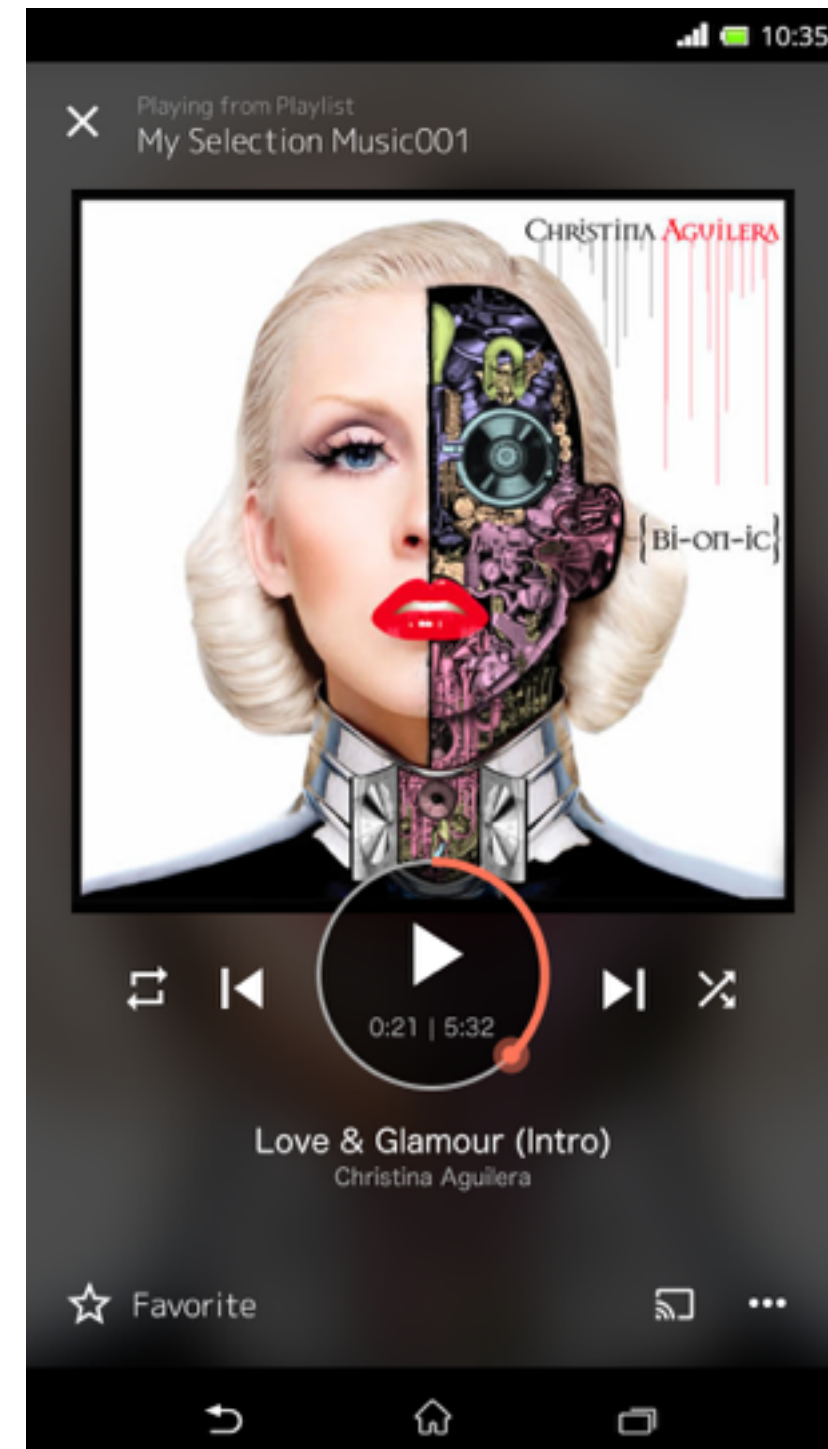 10:35
Playing from Playlist
My Selection Music001
Christina Aguilera
{Bi-on-ic}
0:21 | 5:32
Love & Glamour (Intro)
Christina Aguilera
Favorite